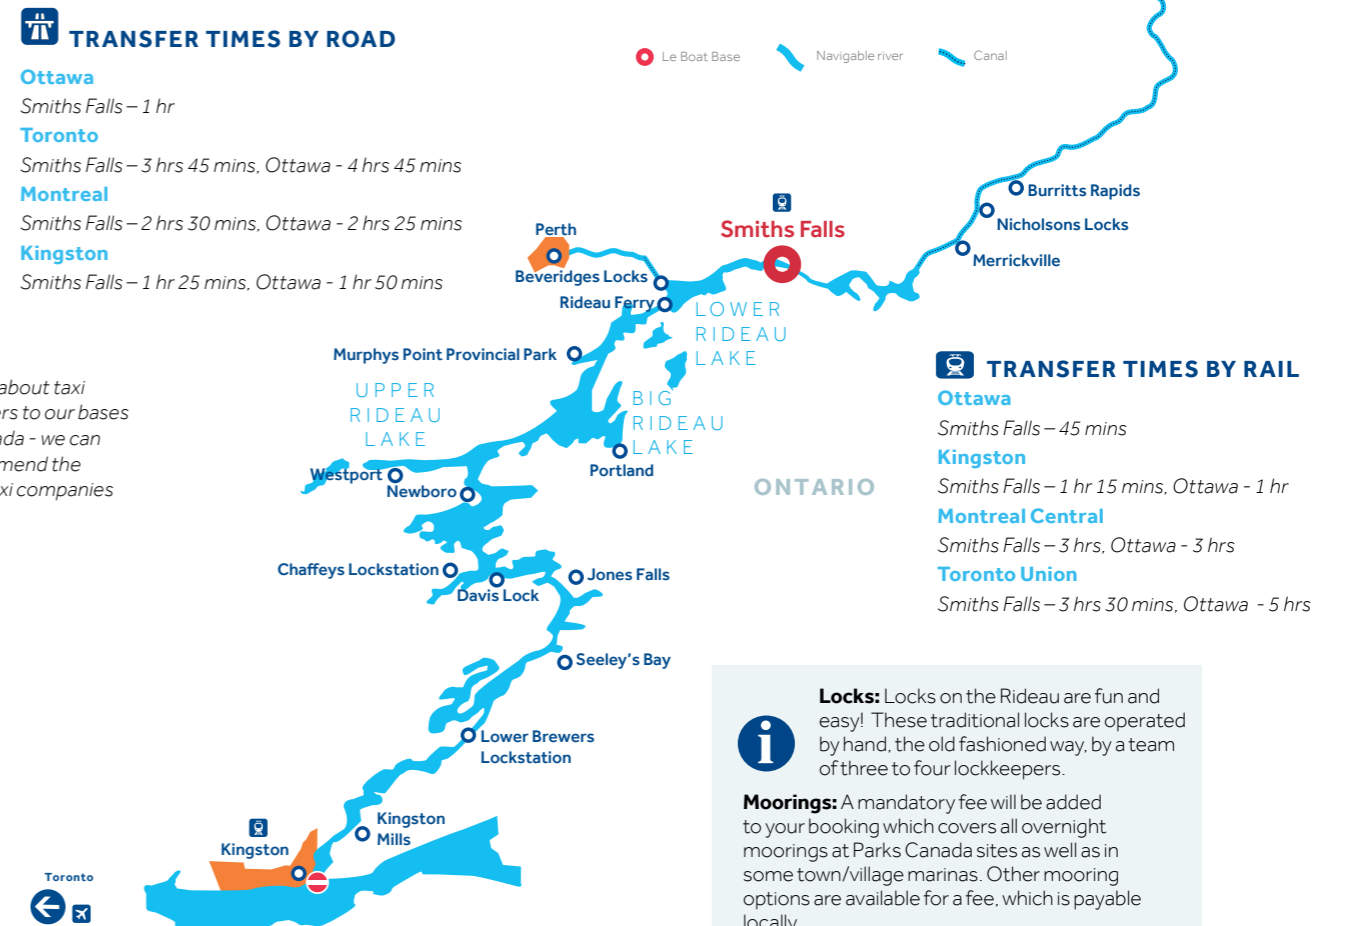 TRANSFER TIMES BY ROAD
Ottawa
Smiths Falls – 1 hr
Toronto
Smiths Falls – 3 hrs 45 mins, Ottawa - 4 hrs 45 mins
Montreal
Smiths Falls – 2 hrs 30 mins, Ottawa - 2 hrs 25 mins
Kingston
Smiths Falls – 1 hr 25 mins, Ottawa - 1 hr 50 mins
about taxi
ers to our bases
ada - we can
mend the
xi companies
Le Boat Base
Navigable river
Canal
Burritts Rapids
Nicholsons Locks
Merrickville
Smiths Falls
Perth
Beveridges Locks
Rideau Ferry
LOWER
RIDEAU
LAKE
Murphys Point Provincial Park
UPPER
RIDEAU
LAKE
BIG
RIDEAU
LAKE
Portland
Westport
Newboro
ONTARIO
Chaffeys Lockstation
Davis Lock
Jones Falls
Seeley's Bay
Lower Brewers
Lockstation
Kingston
Mills
Kingston
Toronto
TRANSFER TIMES BY RAIL
Ottawa
Smiths Falls – 45 mins
Kingston
Smiths Falls – 1 hr 15 mins, Ottawa - 1 hr
Montreal Central
Smiths Falls – 3 hrs, Ottawa - 3 hrs
Toronto Union
Smiths Falls – 3 hrs 30 mins, Ottawa - 5 hrs
Locks: Locks on the Rideau are fun and
easy! These traditional locks are operated
by hand, the old fashioned way, by a team
of three to four lockkeepers.
Moorings: A mandatory fee will be added
to your booking which covers all overnight
moorings at Parks Canada sites as well as in
some town/village marinas. Other mooring
options are available for a fee, which is payable
locally